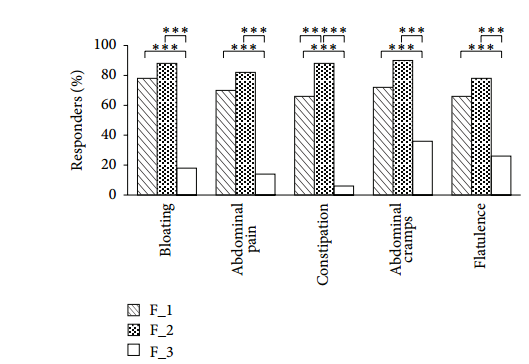 *** *** ***** *** ***
*** *** *** *** ***
100
80
60
40
20
0
Responders (%)
Bloating
Abdominal
pain
Constipation
Abdominal
cramps
Flatulence
F_1
F_2
F_3